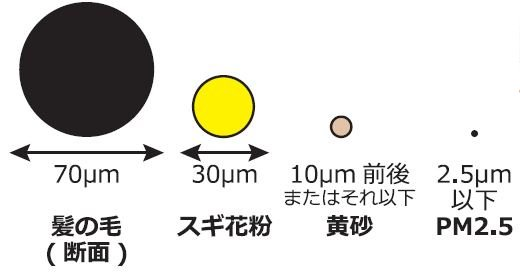 70μm
30μm
10μm 前後
またはそれ以下
2.5μm
以下
髪の毛
( 断面 )
スギ花粉
黄砂
PM2.5